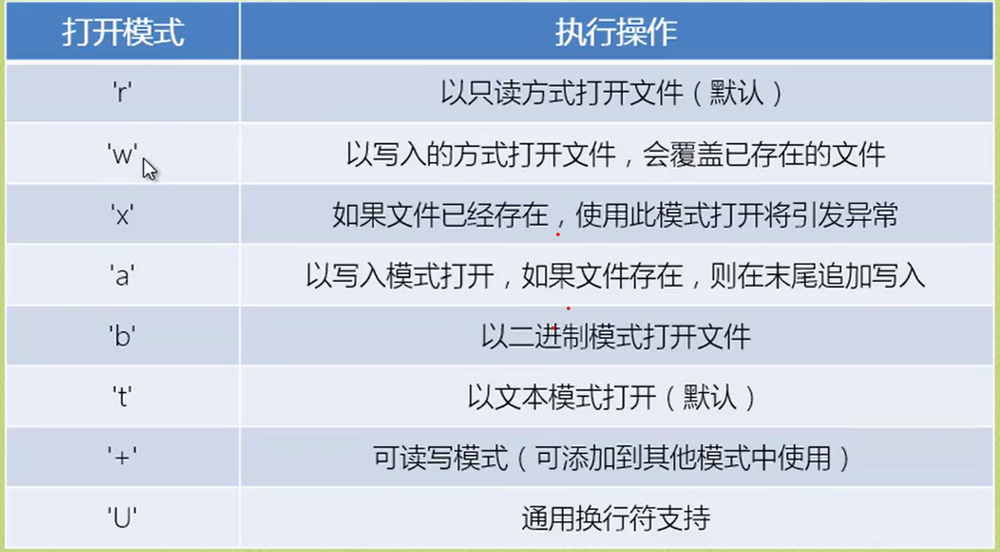 打开模式 执行操作
'r' 以只读方式打开文件（默认）
'w' 以写入的方式打开文件，会覆盖已存在的文件
'x' 如果文件已经存在，使用此模式打开将引发异常
'a' 以写入模式打开，如果文件存在，则在末尾追加写入
'b' 以二进制模式打开文件
't' 以文本模式打开（默认）
'+' 可读写模式（可添加到其他模式中使用）
'U' 通用换行符支持